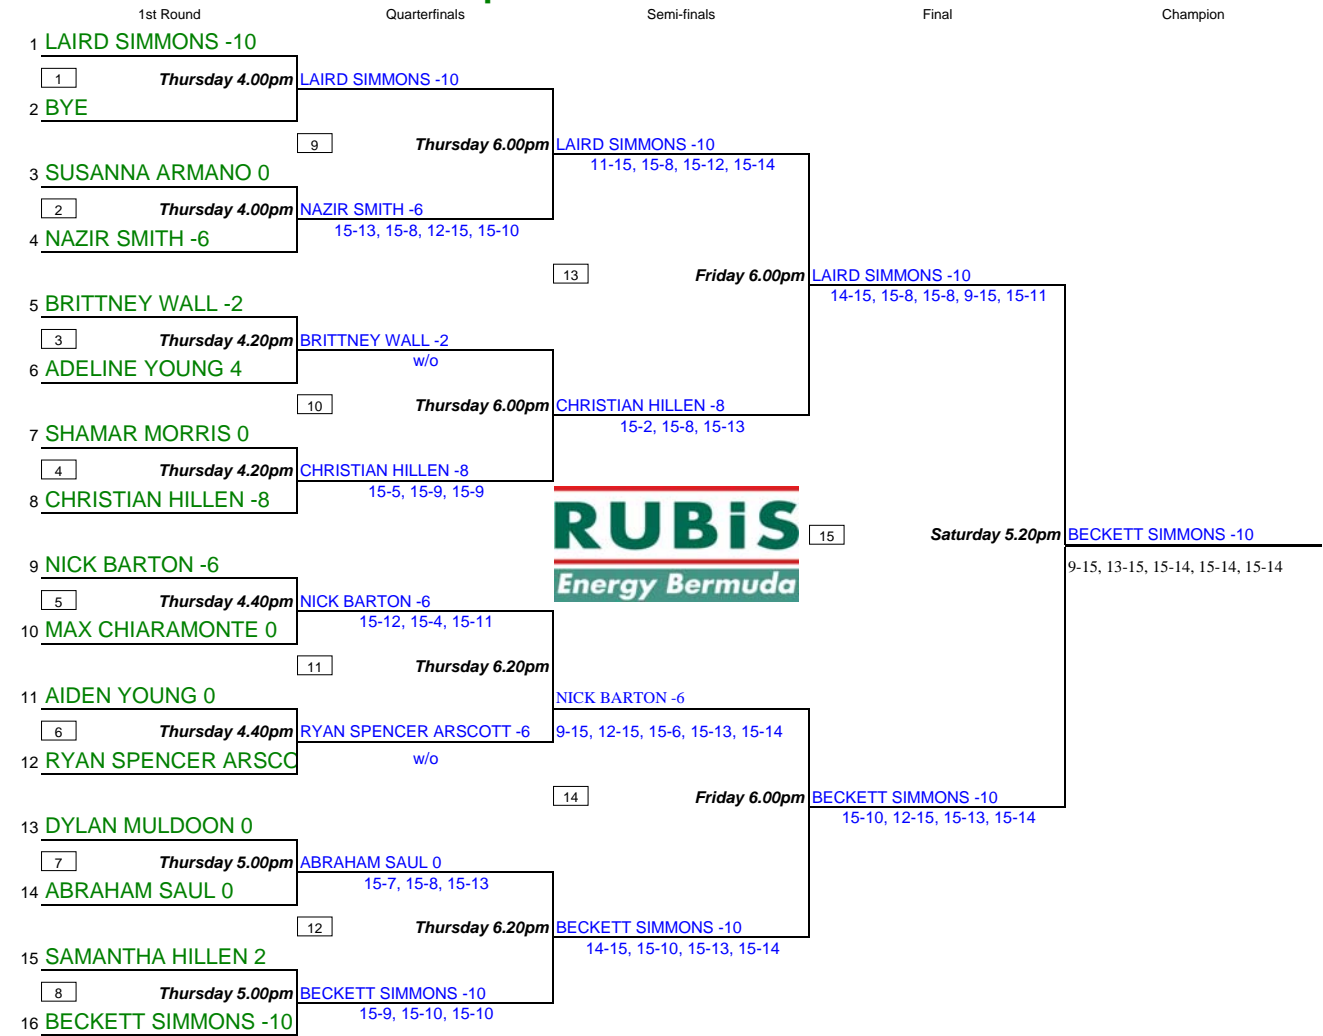 1st Round Quarterfinals Semi-finals Final Champion
1 LAIRD SIMMONS -10
1 Thursday 4.00pm LAIRD SIMMONS -10
2 BYE
9 Thursday 6.00pm LAIRD SIMMONS -10
11-15, 15-8, 15-12, 15-14
3 SUSANNA ARMANO 0
2 Thursday 4.00pm NAZIR SMITH -6
15-13, 15-8, 12-15, 15-10
4 NAZIR SMITH -6
13 Friday 6.00pm LAIRD SIMMONS -10
14-15, 15-8, 15-8, 9-15, 15-11
5 BRITTNEY WALL -2
3 Thursday 4.20pm BRITTNEY WALL -2
w/o
6 ADELINE YOUNG 4
10 Thursday 6.00pm CHRISTIAN HILLEN -8
15-2, 15-8, 15-13
7 SHAMAR MORRIS 0
4 Thursday 4.20pm CHRISTIAN HILLEN -8
15-5, 15-9, 15-9
8 CHRISTIAN HILLEN -8
RUBiS
Energy Bermuda
15 Saturday 5.20pm BECKETT SIMMONS -10
9-15, 13-15, 15-14, 15-14, 15-14
9 NICK BARTON -6
5 Thursday 4.40pm NICK BARTON -6
15-12, 15-4, 15-11
10 MAX CHIARAMONTE 0
11 Thursday 6.20pm
11 AIDEN YOUNG 0
NICK BARTON -6
6 Thursday 4.40pm RYAN SPENCER ARSCOTT -6
9-15, 12-15, 15-6, 15-13, 15-14
12 RYAN SPENCER ARSCO
w/o
14 Friday 6.00pm BECKETT SIMMONS -10
15-10, 12-15, 15-13, 15-14
13 DYLAN MULDOON 0
7 Thursday 5.00pm ABRAHAM SAUL 0
15-7, 15-8, 15-13
14 ABRAHAM SAUL 0
12 Thursday 6.20pm BECKETT SIMMONS -10
14-15, 15-10, 15-13, 15-14
15 SAMANTHA HILLEN 2
8 Thursday 5.00pm BECKETT SIMMONS -10
15-9, 15-10, 15-10
16 BECKETT SIMMONS -10